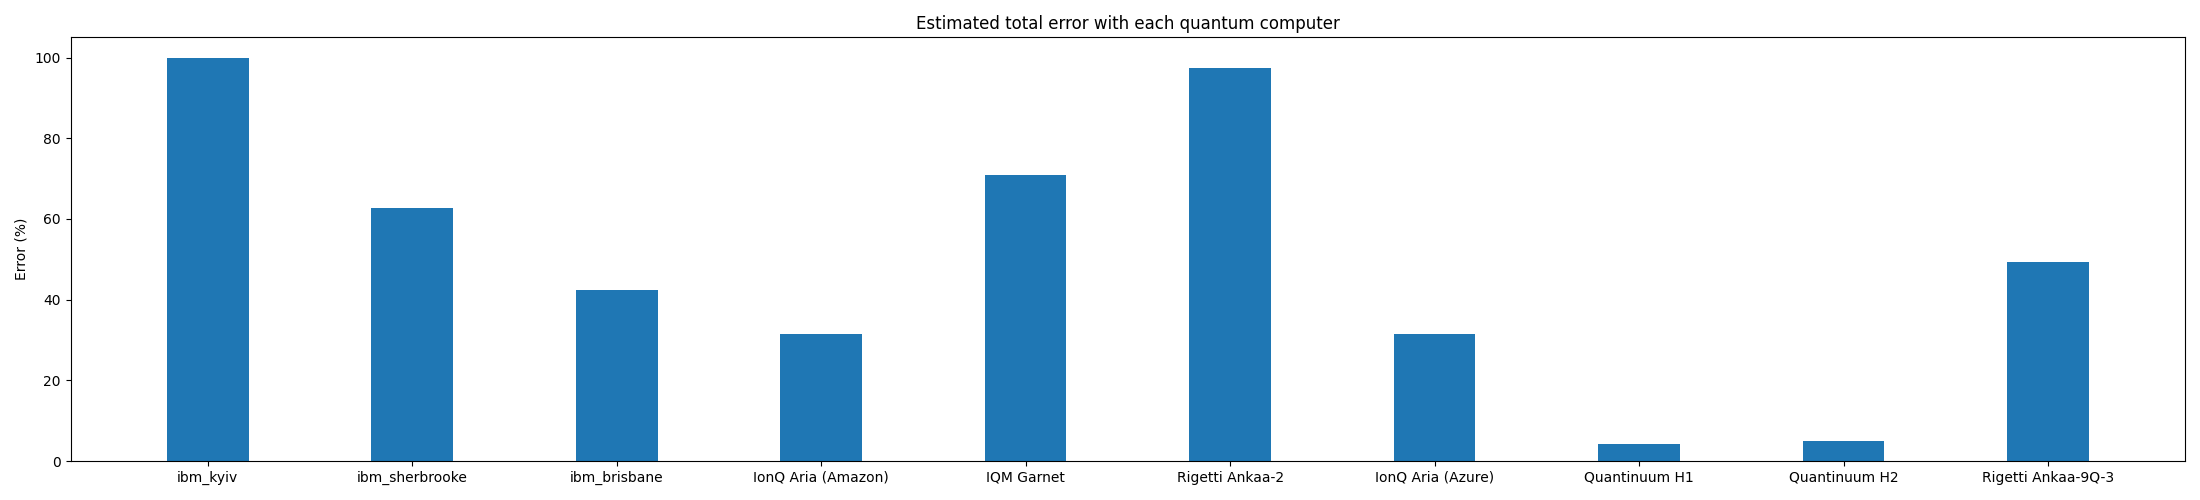 Estimated total error with each quantum computer
Error (%)
100
80
60
40
20
0
ibm_kyiv
ibm_sherbrooke
ibm_brisbane
IonQ Aria (Amazon)
IQM Garnet
Rigetti Ankaa-2
IonQ Aria (Azure)
Quantinuum H1
Quantinuum H2
Rigetti Ankaa-9Q-3